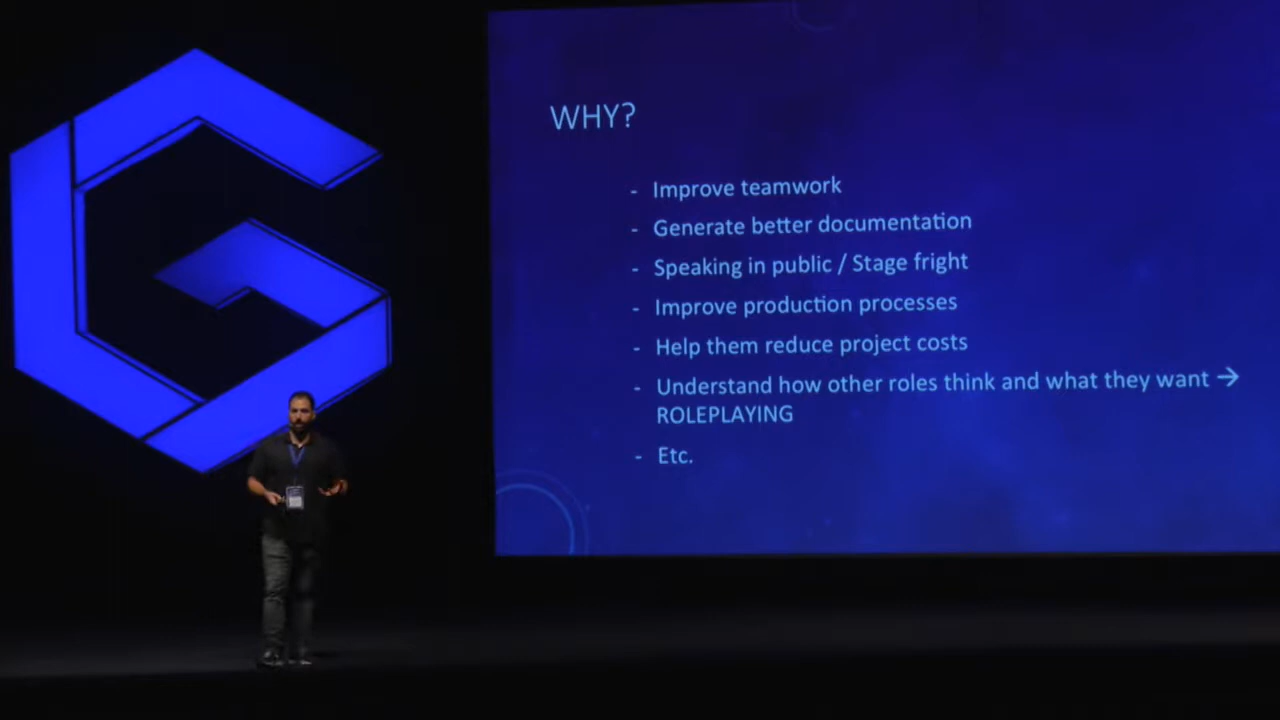 WHY?
- Improve teamwork
- Generate better documentation
- Speaking in public / Stage fright
- Improve production processes
- Help them reduce project costs
- Understand how other roles think and what they want →
ROLEPLAYING
- Etc.